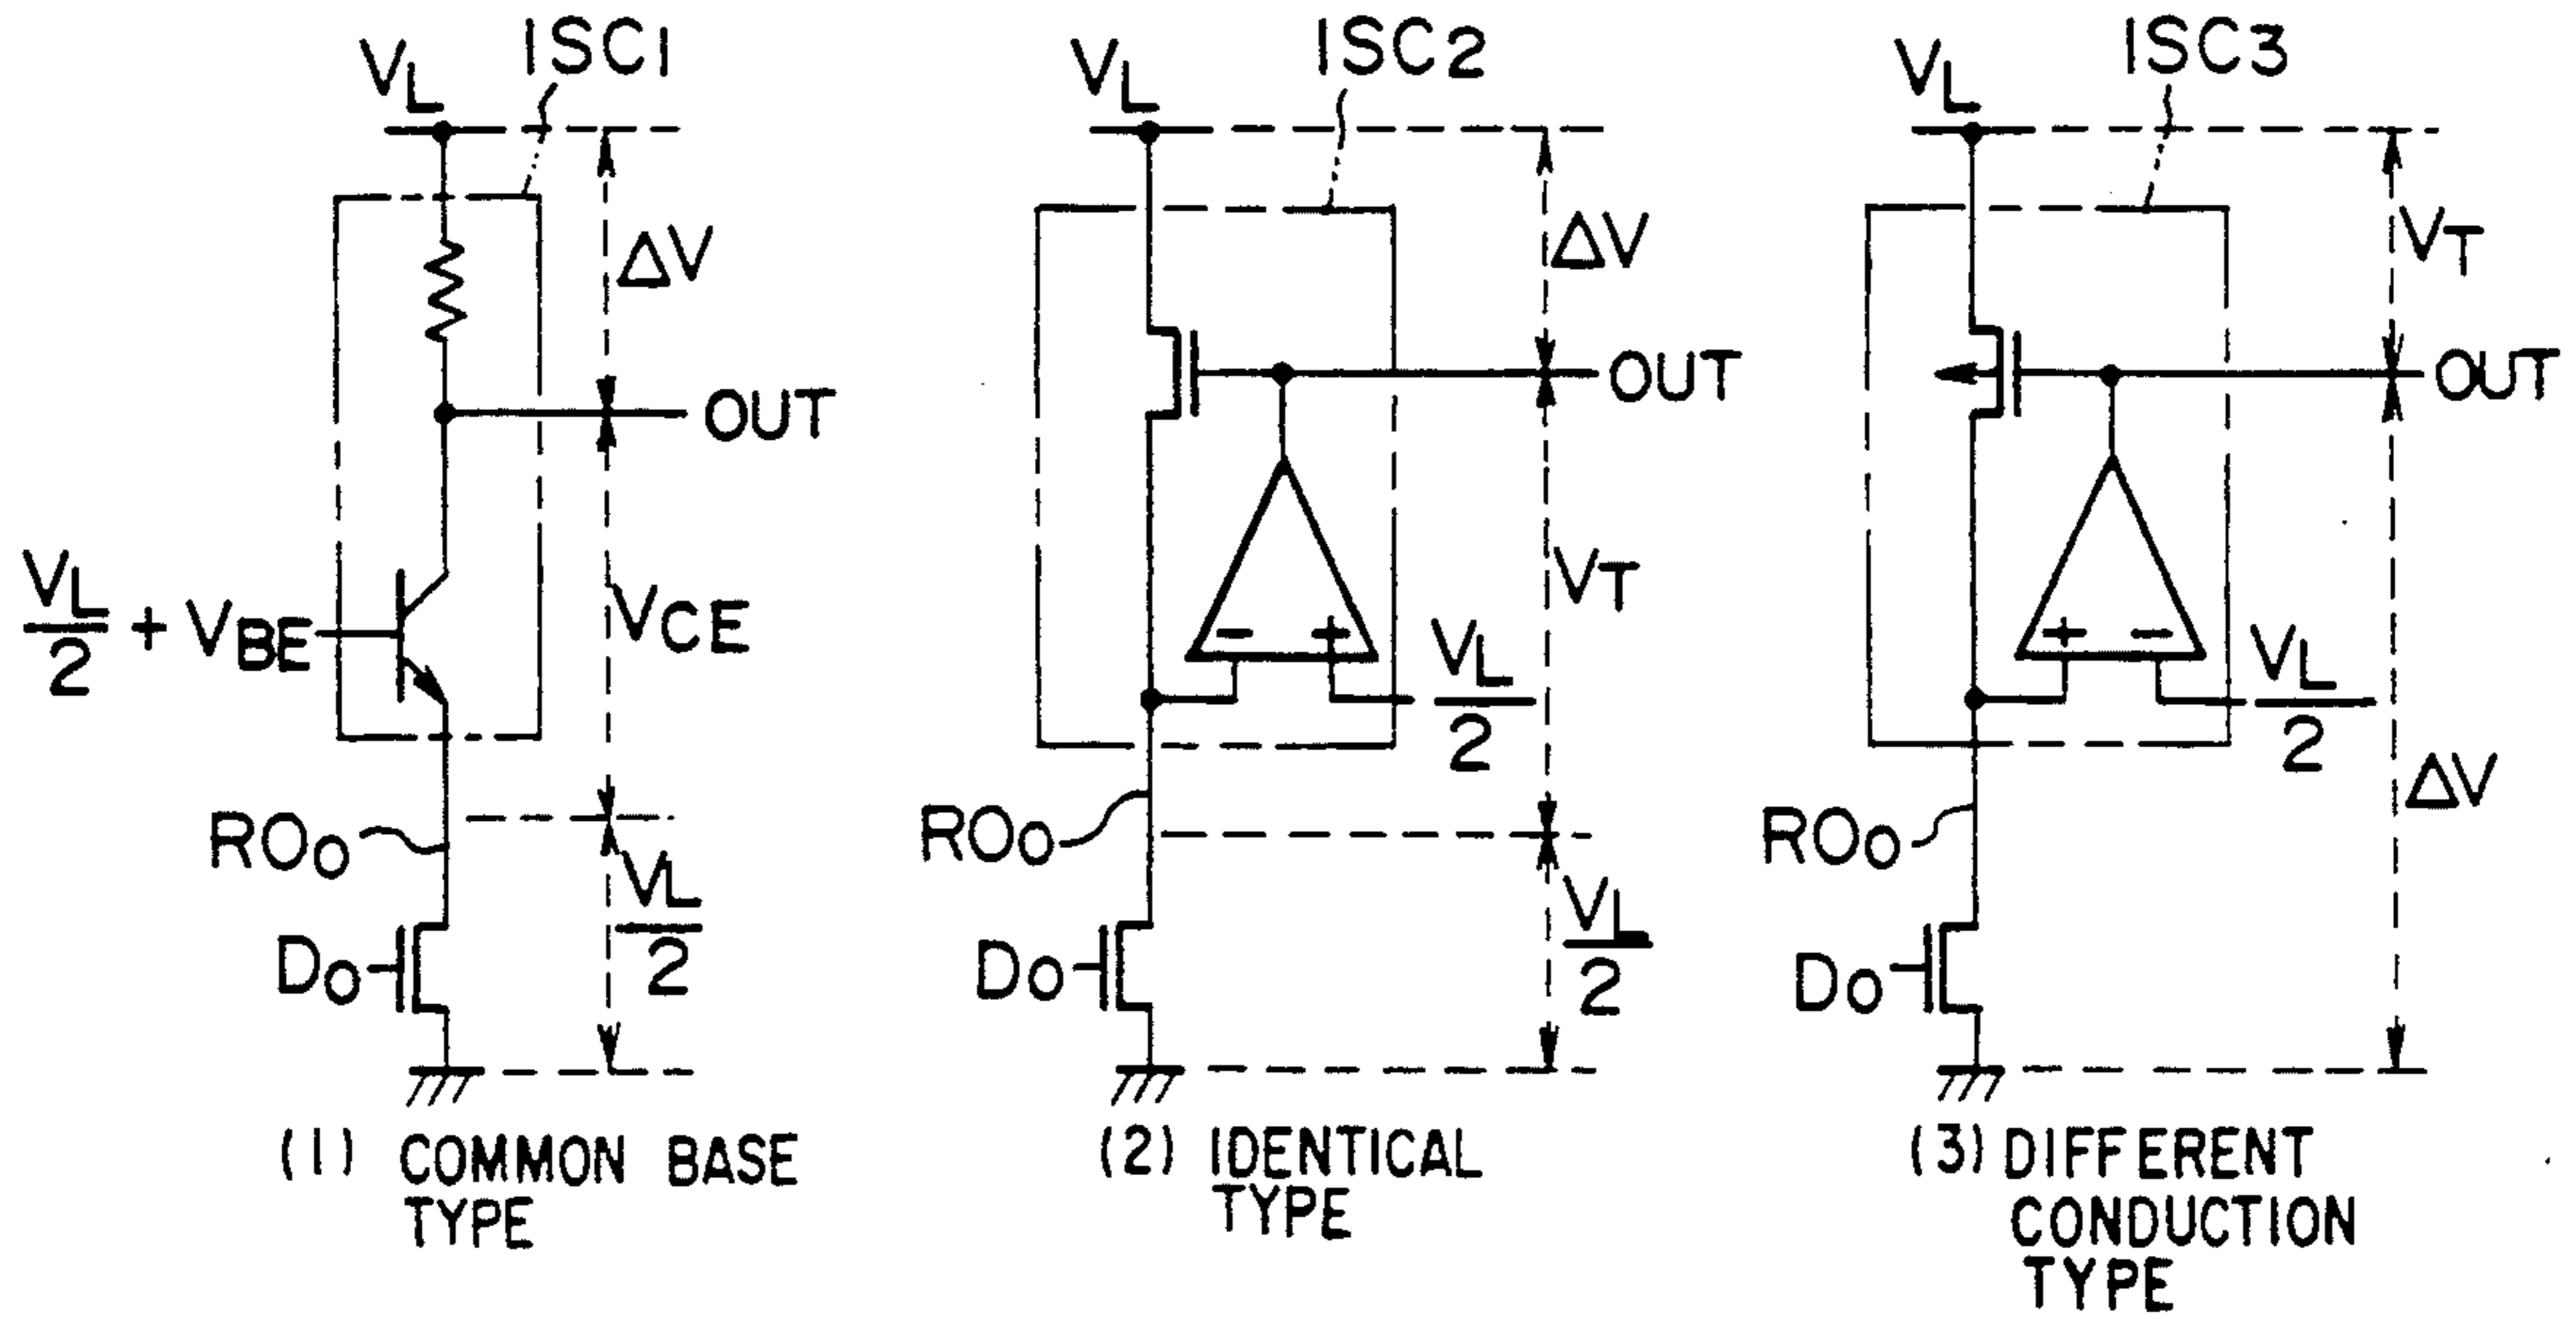 VL ISC1
ΔV
OUT
VL/2 + VBE
VCE
RO0
VL/2
D0
(1) COMMON BASE
TYPE
VL ISC2
ΔV
OUT
VT
- +
VL/2
RO0
VL/2
D0
(2) IDENTICAL
TYPE
VL ISC3
VT
OUT
+ -
VL/2
RO0
ΔV
D0
(3) DIFFERENT
CONDUCTION
TYPE